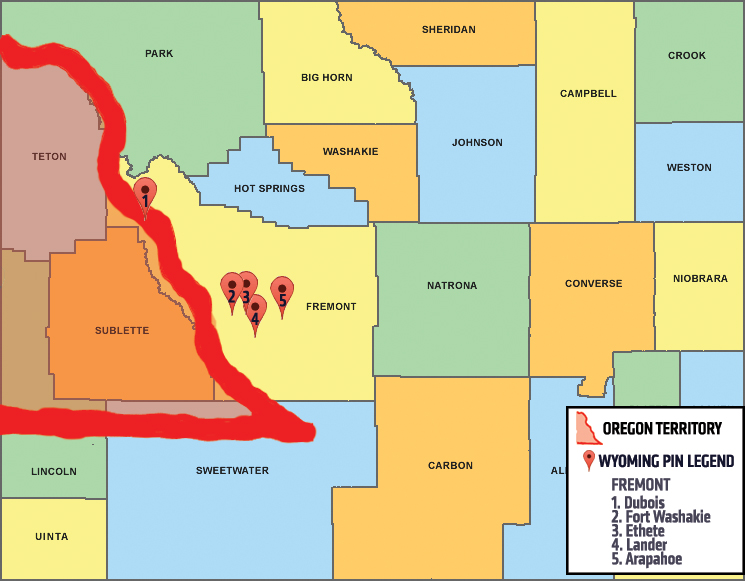 SHERIDAN
PARK
CROOK
BIG HORN
CAMPBELL
JOHNSON
TETON
WASHAKIE
WESTON
HOT SPRINGS
1
2
3
4
5
FREMONT
NATRONA
CONVERSE
NIOBRARA
SUBLETTE
LINCOLN
SWEETWATER
CARBON
AL
UINTA
OREGON TERRITORY
WYOMING PIN LEGEND
FREMONT
1. Dubois
2. Fort Washakie
3. Ethete
4. Lander
5. Arapahoe